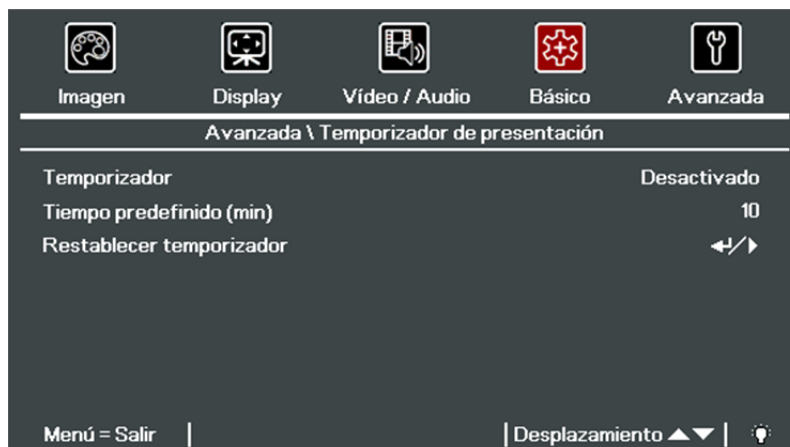 Imagen Display Vídeo / Audio Básico Avanzada
Avanzada \ Temporizador de presentación
Temporizador Desactivado
Tiempo predefinido (min) 10
Restablecer temporizador
Menú = Salir Desplazamiento